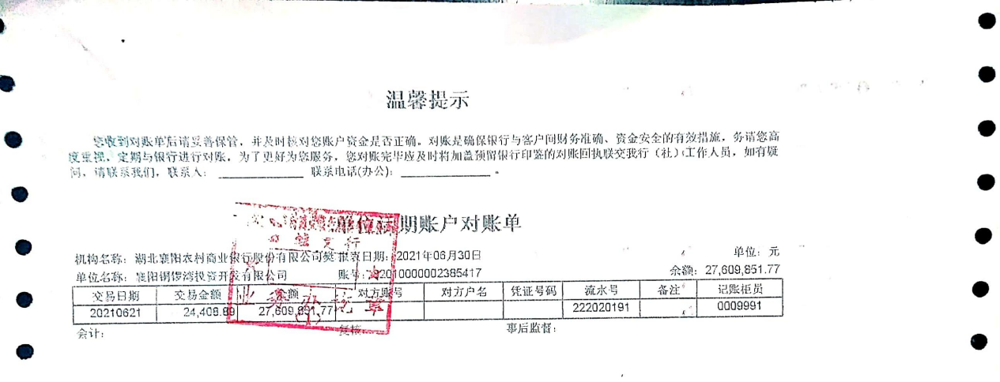 温馨提示
您收到对账单后请妥善保管，并及时核对您账户资金是否正确。对账是确保银行与客户间财务准确、资金安全的有效措施，务请您高
度重视，定期与银行进行对账，为了更好为您服务，您对账完毕应及时将加盖预留银行印鉴的对账回执联交我行（社）工作人员，如有疑
问，请联系我们，联系人： 联系电话(办公)： 。
单位活期账户对账单
支行
机构名称：湖北襄阳农村商业银行股份有限公司樊 报表日期：2021年06月30日 单位：元
单位名称：襄阳铜锣湾投资开发有限公司 账号：82010000002385417 余额：27,609,851.77
交易日期 交易金额 余额 对方账号 对方户名 凭证号码 流水号 备注 记账柜员
20210621 24,408.89 27,609,851.77 222020191 0009991
会计： 复核： 事后监督：